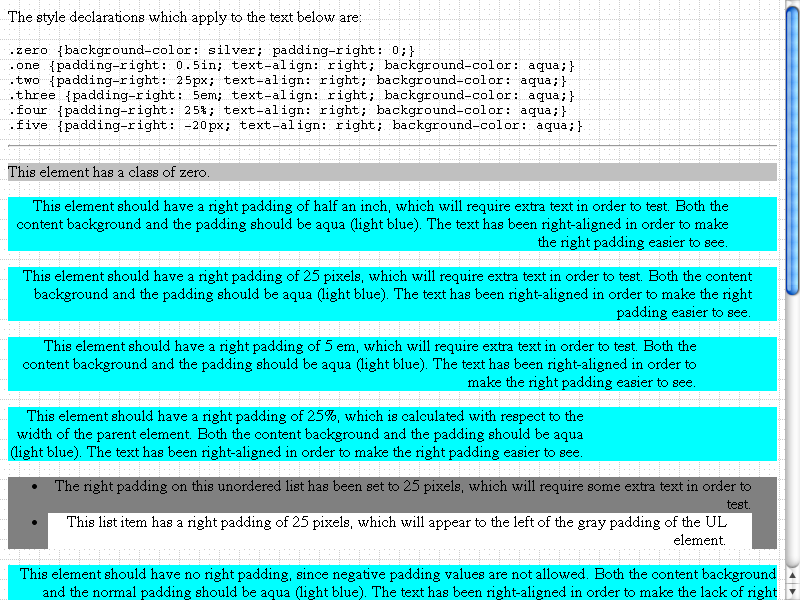 The style declarations which apply to the text below are:
.zero {background-color: silver; padding-right: 0;}
.one {padding-right: 0.5in; text-align: right; background-color: aqua;}
.two {padding-right: 25px; text-align: right; background-color: aqua;}
.three {padding-right: 5em; text-align: right; background-color: aqua;}
.four {padding-right: 25%; text-align: right; background-color: aqua;}
.five {padding-right: -20px; text-align: right; background-color: aqua;}
This element has a class of zero.
This element should have a right padding of half an inch, which will require extra text in order to test. Both the
content background and the padding should be aqua (light blue). The text has been right-aligned in order to make
the right padding easier to see.
This element should have a right padding of 25 pixels, which will require extra text in order to test. Both the content
background and the padding should be aqua (light blue). The text has been right-aligned in order to make the right
padding easier to see.
This element should have a right padding of 5 em, which will require extra text in order to test. Both the
content background and the padding should be aqua (light blue). The text has been right-aligned in order to
make the right padding easier to see.
This element should have a right padding of 25%, which is calculated with respect to the
width of the parent element. Both the content background and the padding should be aqua
(light blue). The text has been right-aligned in order to make the right padding easier to see.
• The right padding on this unordered list has been set to 25 pixels, which will require some extra text in order to
test.
• This list item has a right padding of 25 pixels, which will appear to the left of the gray padding of the UL
element.
This element should have no right padding, since negative padding values are not allowed. Both the content background
and the normal padding should be aqua (light blue). The text has been right-aligned in order to make the lack of right